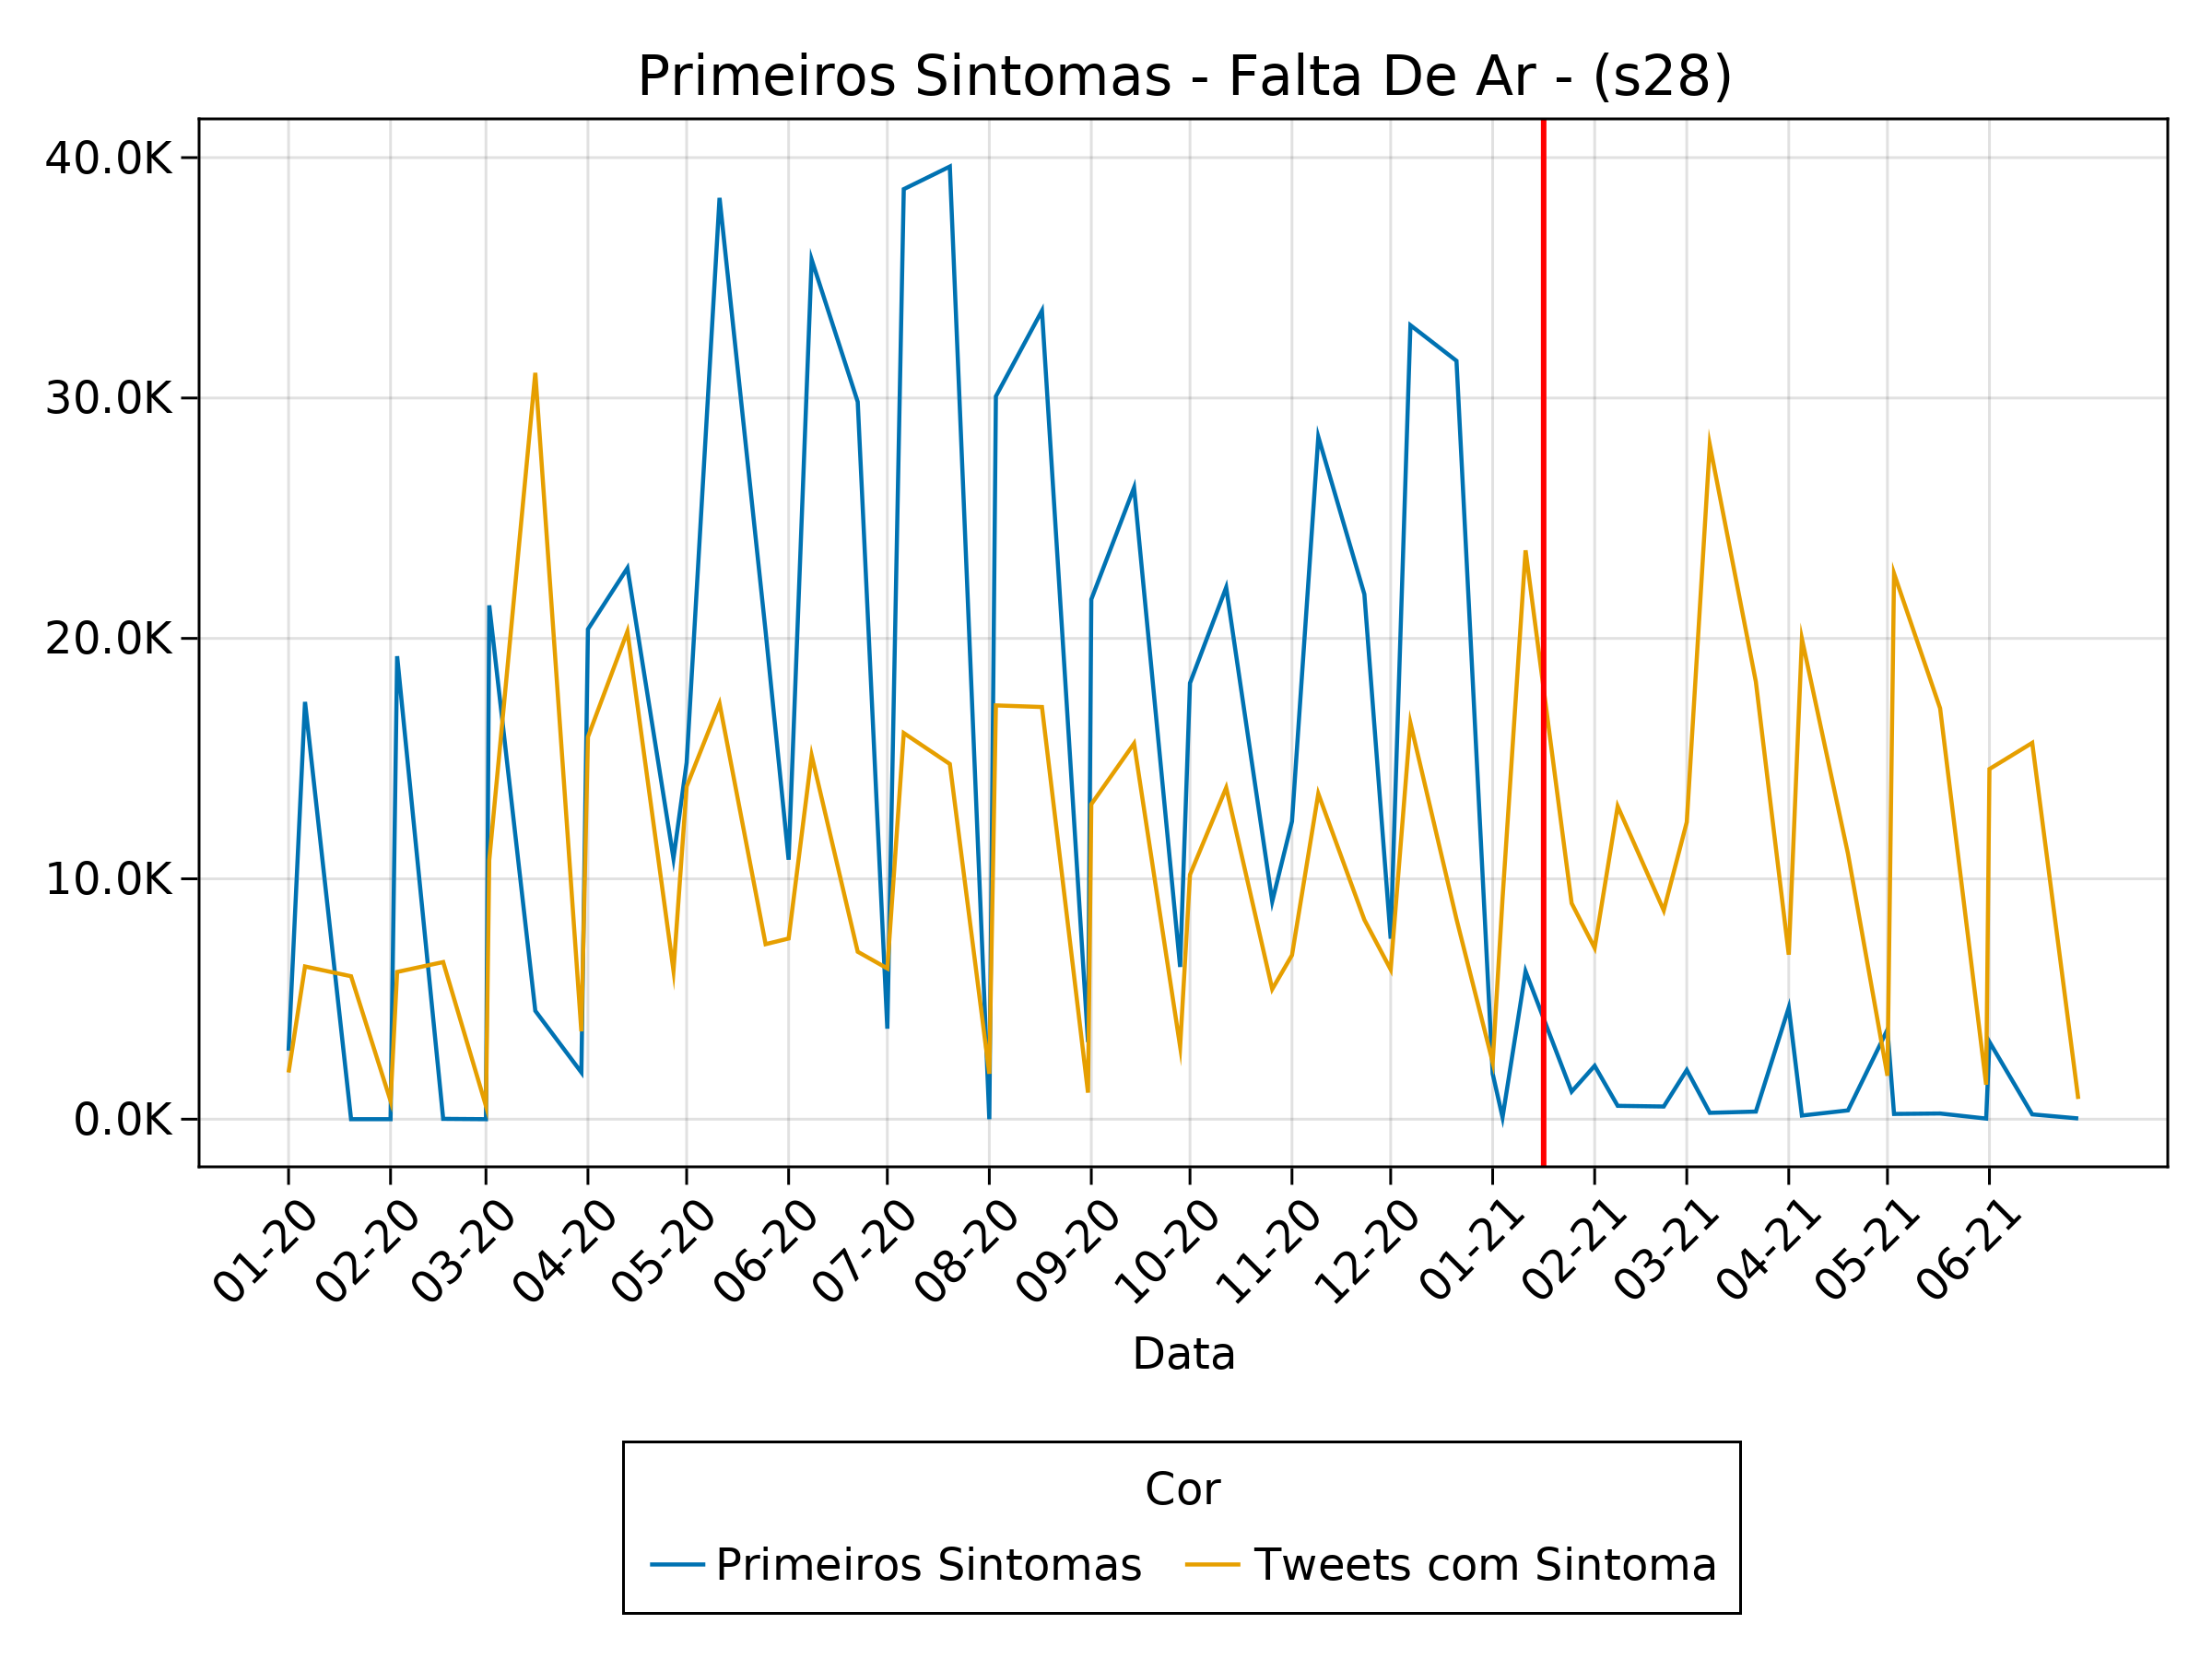 Primeiros Sintomas - Falta De Ar - (s28)
40.0K
30.0K
20.0K
10.0K
0.0K
01-20
02-20
03-20
04-20
05-20
06-20
07-20
08-20
09-20
10-20
11-20
12-20
01-21
02-21
03-21
04-21
05-21
06-21
Data
Cor
Primeiros Sintomas
Tweets com Sintoma